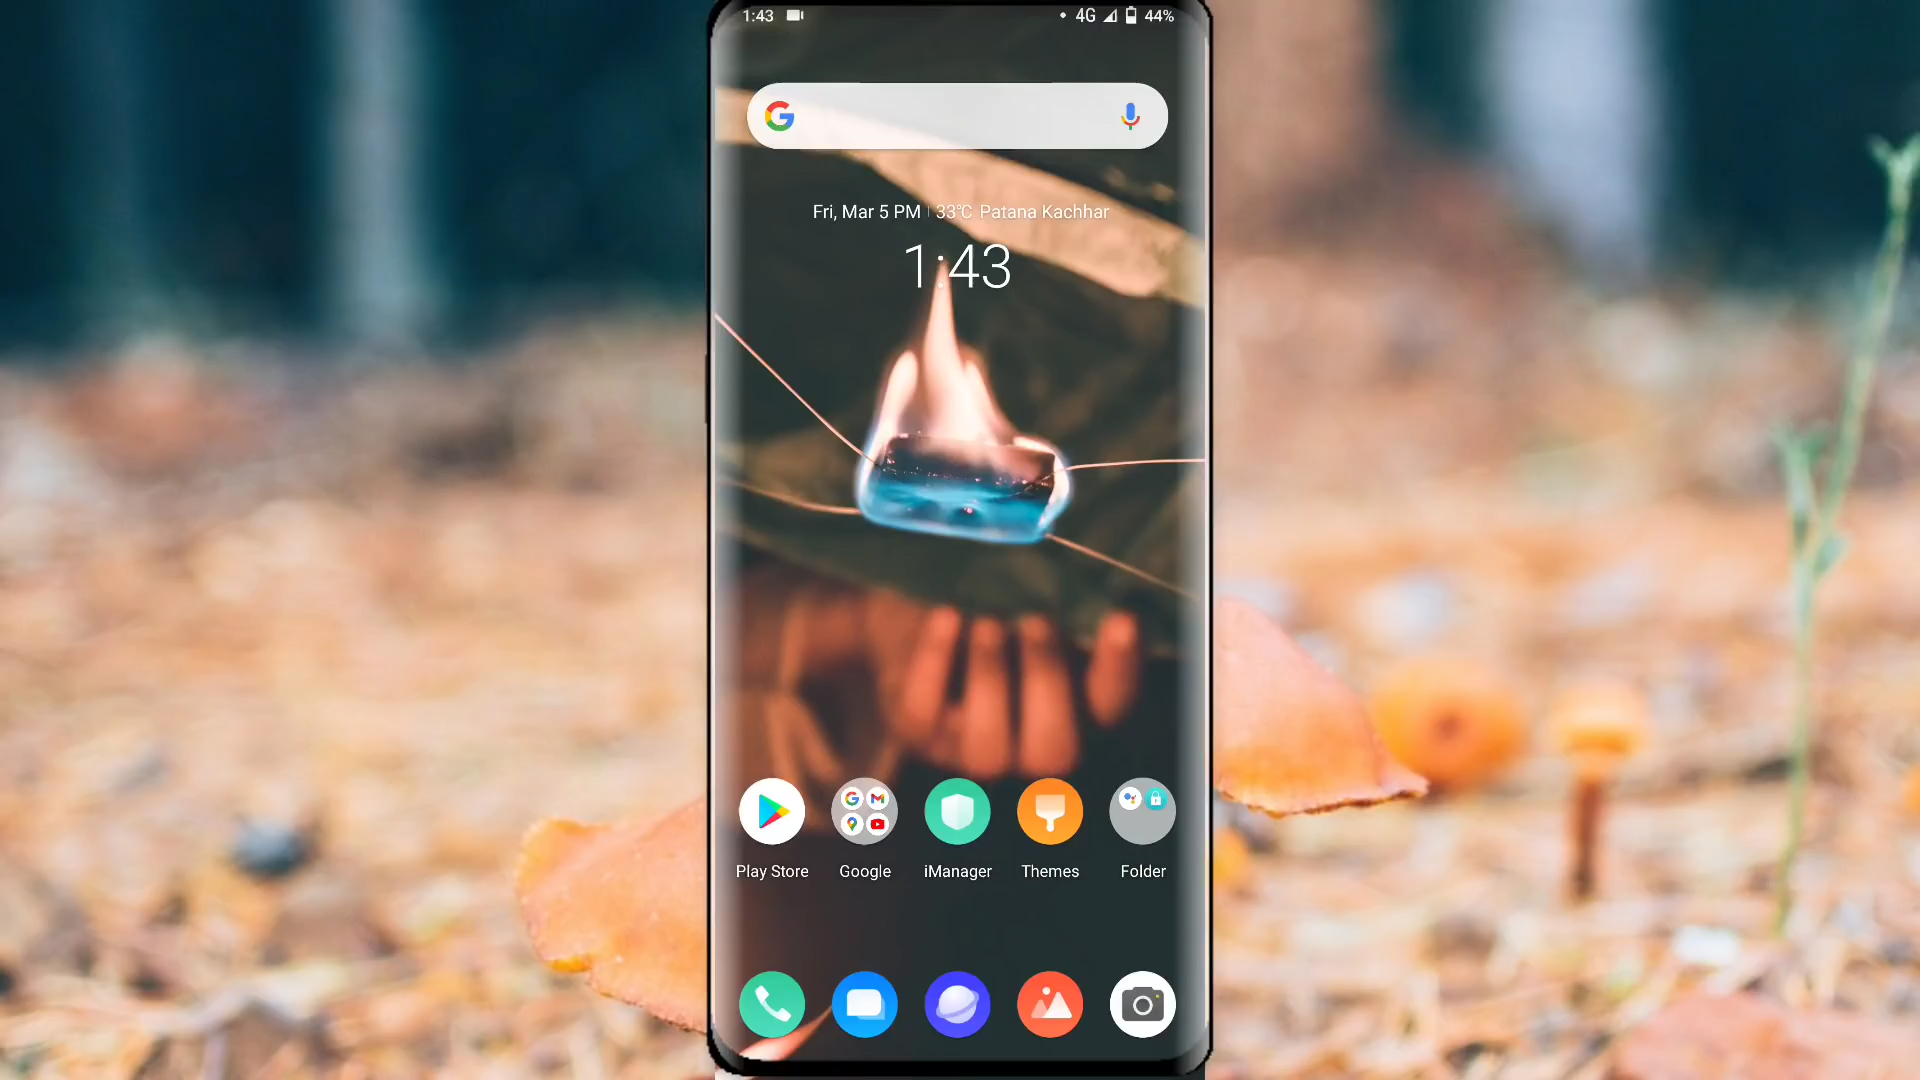 1:43 4G 44%
Fri, Mar 5 PM 33℃ Patana Kachhar
1:43
Play Store Google iManager Themes Folder